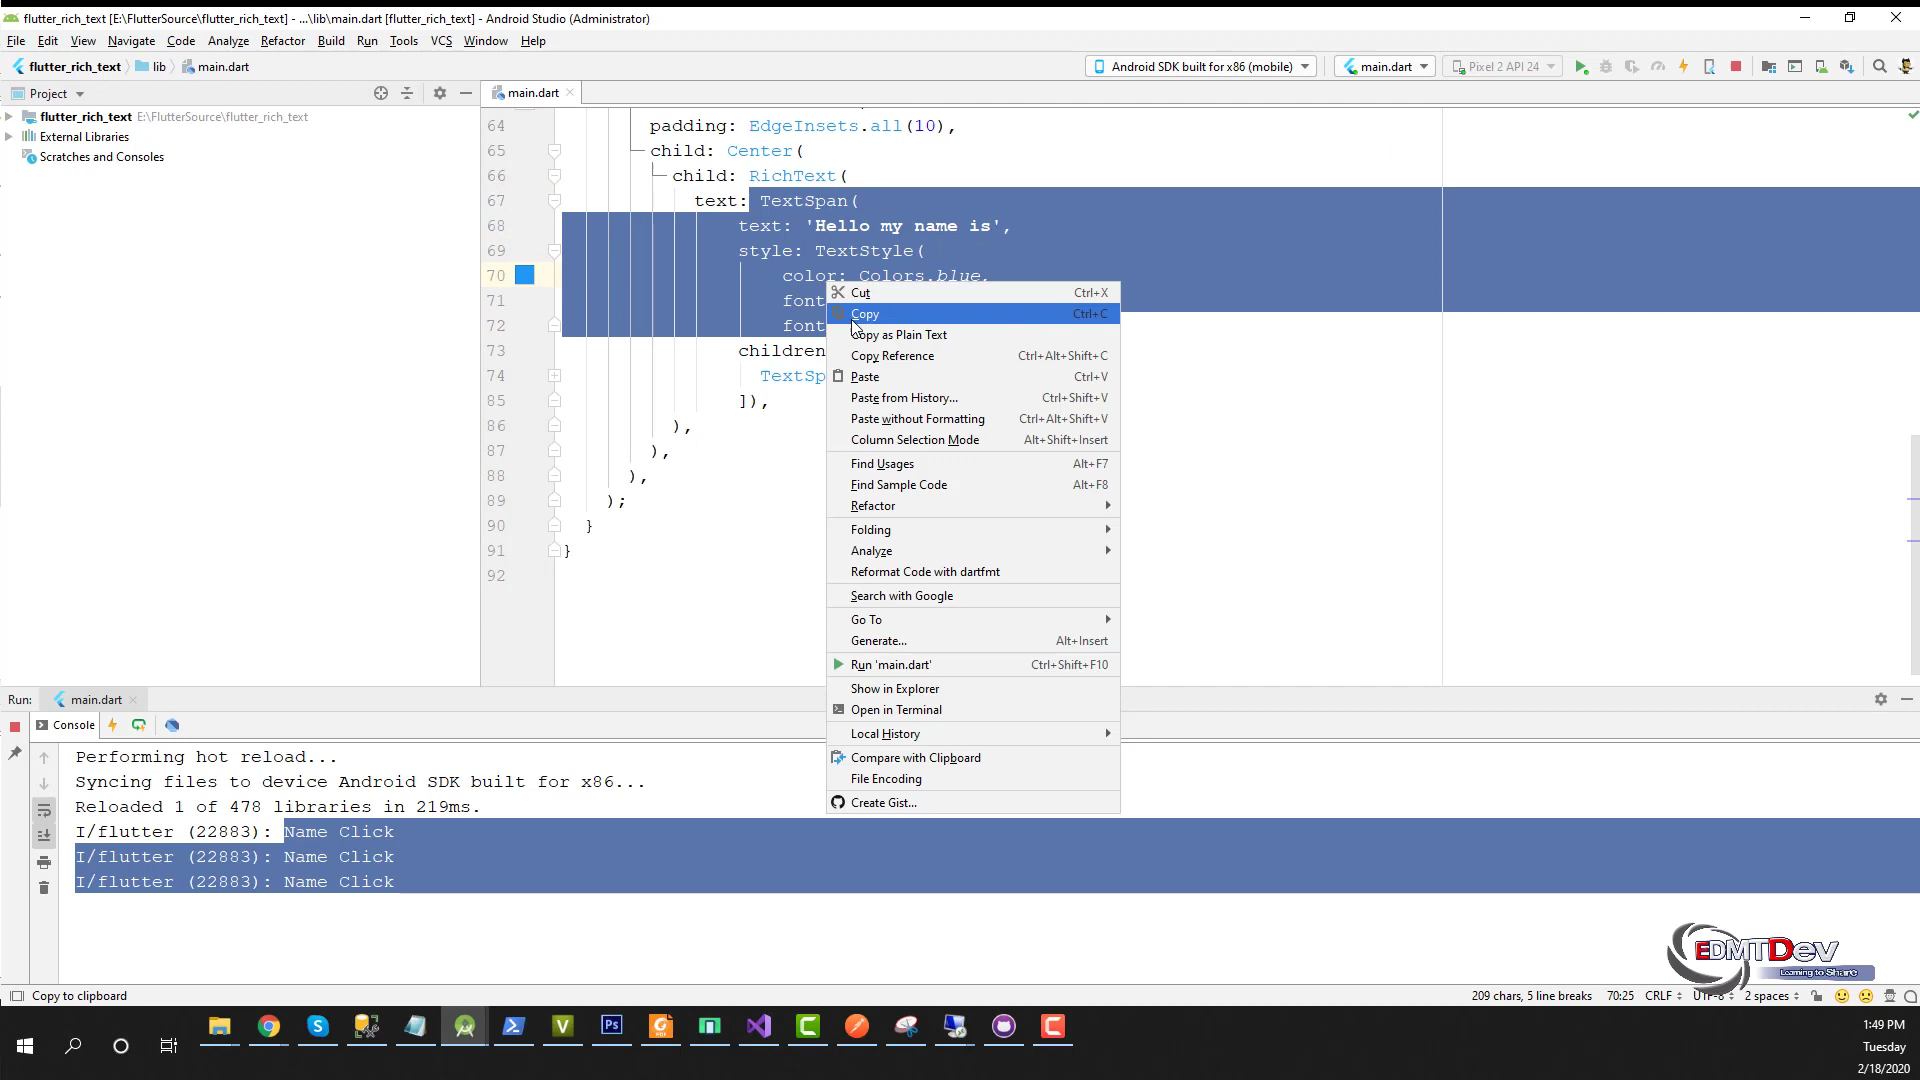 flutter_rich_text [E:\FlutterSource\flutter_rich_text] - ...\lib\main.dart [flutter_rich_text] - Android Studio (Administrator)
File Edit View Navigate Code Analyze Refactor Build Run Tools VCS Window Help
flutter_rich_text lib main.dart Android SDK built for x86 (mobile) main.dart Pixel 2 API 24
Project main.dart
flutter_rich_text E:\FlutterSource\flutter_rich_text
External Libraries
Scratches and Consoles
64 padding: EdgeInsets.all(10),
65 child: Center(
66 child: RichText(
67 text: TextSpan(
68 text: 'Hello my name is',
69 style: TextStyle(
70 color: Colors.blue,
71 font
72 font
73 children
74 TextSp
85 ]),
86 ),
87 ),
88 ),
89 );
90 }
91 }
92
Cut Ctrl+X
Copy Ctrl+C
Copy as Plain Text
Copy Reference Ctrl+Alt+Shift+C
Paste Ctrl+V
Paste from History... Ctrl+Shift+V
Paste without Formatting Ctrl+Alt+Shift+V
Column Selection Mode Alt+Shift+Insert
Find Usages Alt+F7
Find Sample Code Alt+F8
Refactor
Folding
Analyze
Reformat Code with dartfmt
Search with Google
Go To
Generate... Alt+Insert
Run 'main.dart' Ctrl+Shift+F10
Show in Explorer
Open in Terminal
Local History
Compare with Clipboard
File Encoding
Create Gist...
Run: main.dart
Console
Performing hot reload...
Syncing files to device Android SDK built for x86...
Reloaded 1 of 478 libraries in 219ms.
I/flutter (22883): Name Click
I/flutter (22883): Name Click
I/flutter (22883): Name Click
EDMTDev
Learning to Share
Copy to clipboard 209 chars, 5 line breaks 70:25 CRLF UTF-8 2 spaces
1:49 PM
Tuesday
2/18/2020